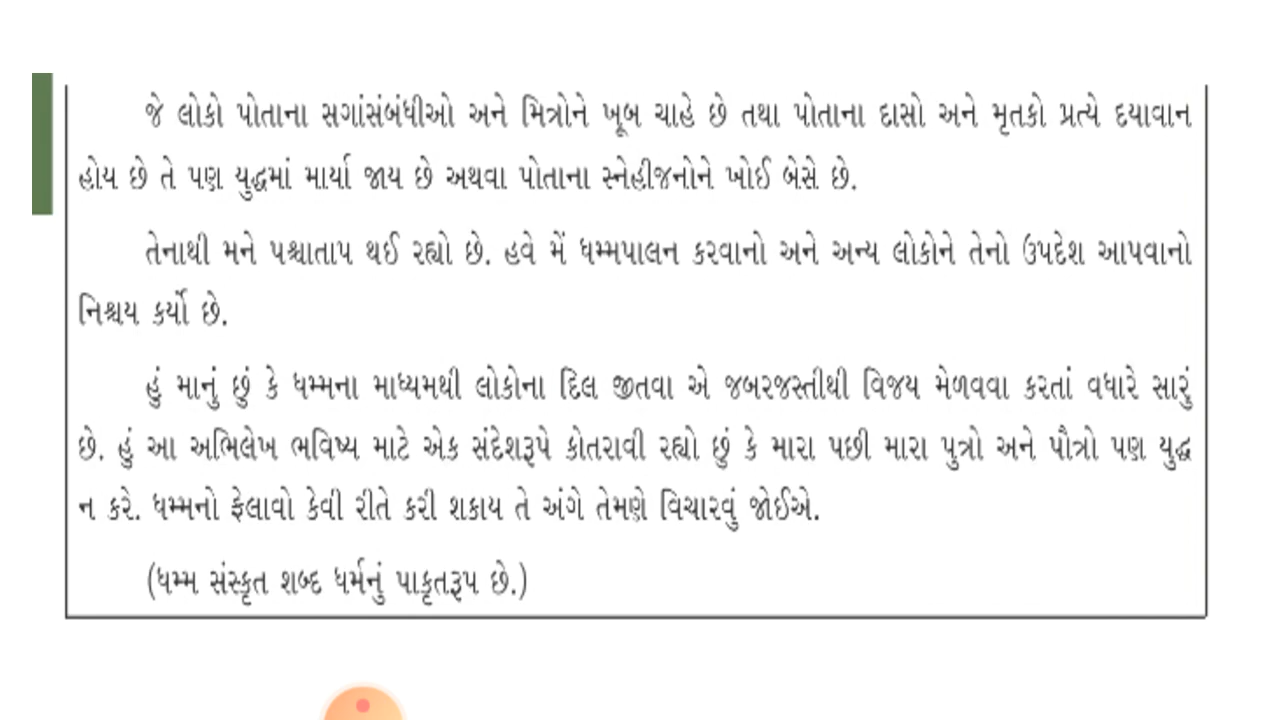 જે લોકો પોતાના સગાંસંબંધીઓ અને મિત્રોને ખૂબ ચાહે છે તથા પોતાના દાસો અને મૃતકો પ્રત્યે દયાવાન
હોય છે તે પણ યુદ્ધમાં માર્યા જાય છે અથવા પોતાના સ્નેહીજનોને ખોઈ બેસે છે.
તેનાથી મને પશ્ચાતાપ થઈ રહ્યો છે. હવે મેં ધમ્મપાલન કરવાનો અને અન્ય લોકોને તેનો ઉપદેશ આપવાનો
નિશ્ચય કર્યો છે.
હું માનું છું કે ધમ્મના માધ્યમથી લોકોના દિલ જીતવા એ જબરજસ્તીથી વિજય મેળવવા કરતાં વધારે સારું
છે. હું આ અભિલેખ ભવિષ્ય માટે એક સંદેશરૂપે કોતરાવી રહ્યો છું કે મારા પછી મારા પુત્રો અને પૌત્રો પણ યુદ્ધ
ન કરે. ધમ્મનો ફેલાવો કેવી રીતે કરી શકાય તે અંગે તેમણે વિચારવું જોઈએ.
(ધમ્મ સંસ્કૃત શબ્દ ધર્મનું પાકૃતરૂપ છે.)